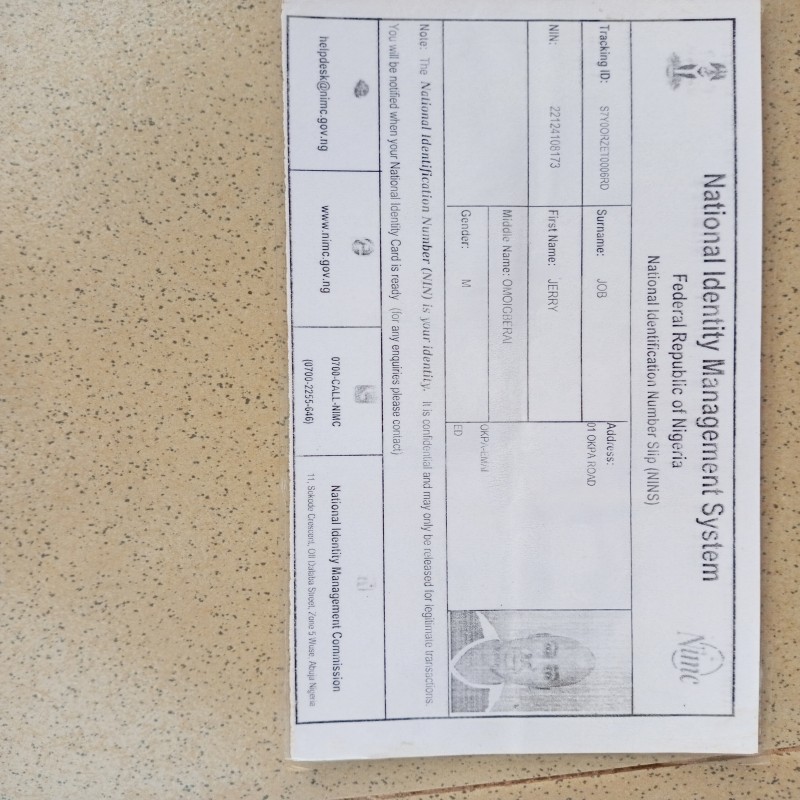 National Identity Management System
Federal Republic of Nigeria
National Identification Number Slip (NINS)
Nimc
Tracking ID: S7Y0ORZET0006RD
Surname: JOB
Address:
01 OKPA ROAD
NIN: 22124108173
First Name: JERRY
Middle Name: OMOIGBERAI
Gender: M
ED
Note: The National Identification Number (NIN) is your identity. It is confidential and may only be released for legitimate transactions.
You will be notified when your National Identity Card is ready (for any enquiries please contact)
helpdesk@nimc.gov.ng
www.nimc.gov.ng
0700-CALL-NIMC
(0700-2255-646)
National Identity Management Commission
11, Sokode Crescent, Off Dalaba Street, Zone 5 Wuse, Abuja Nigeria